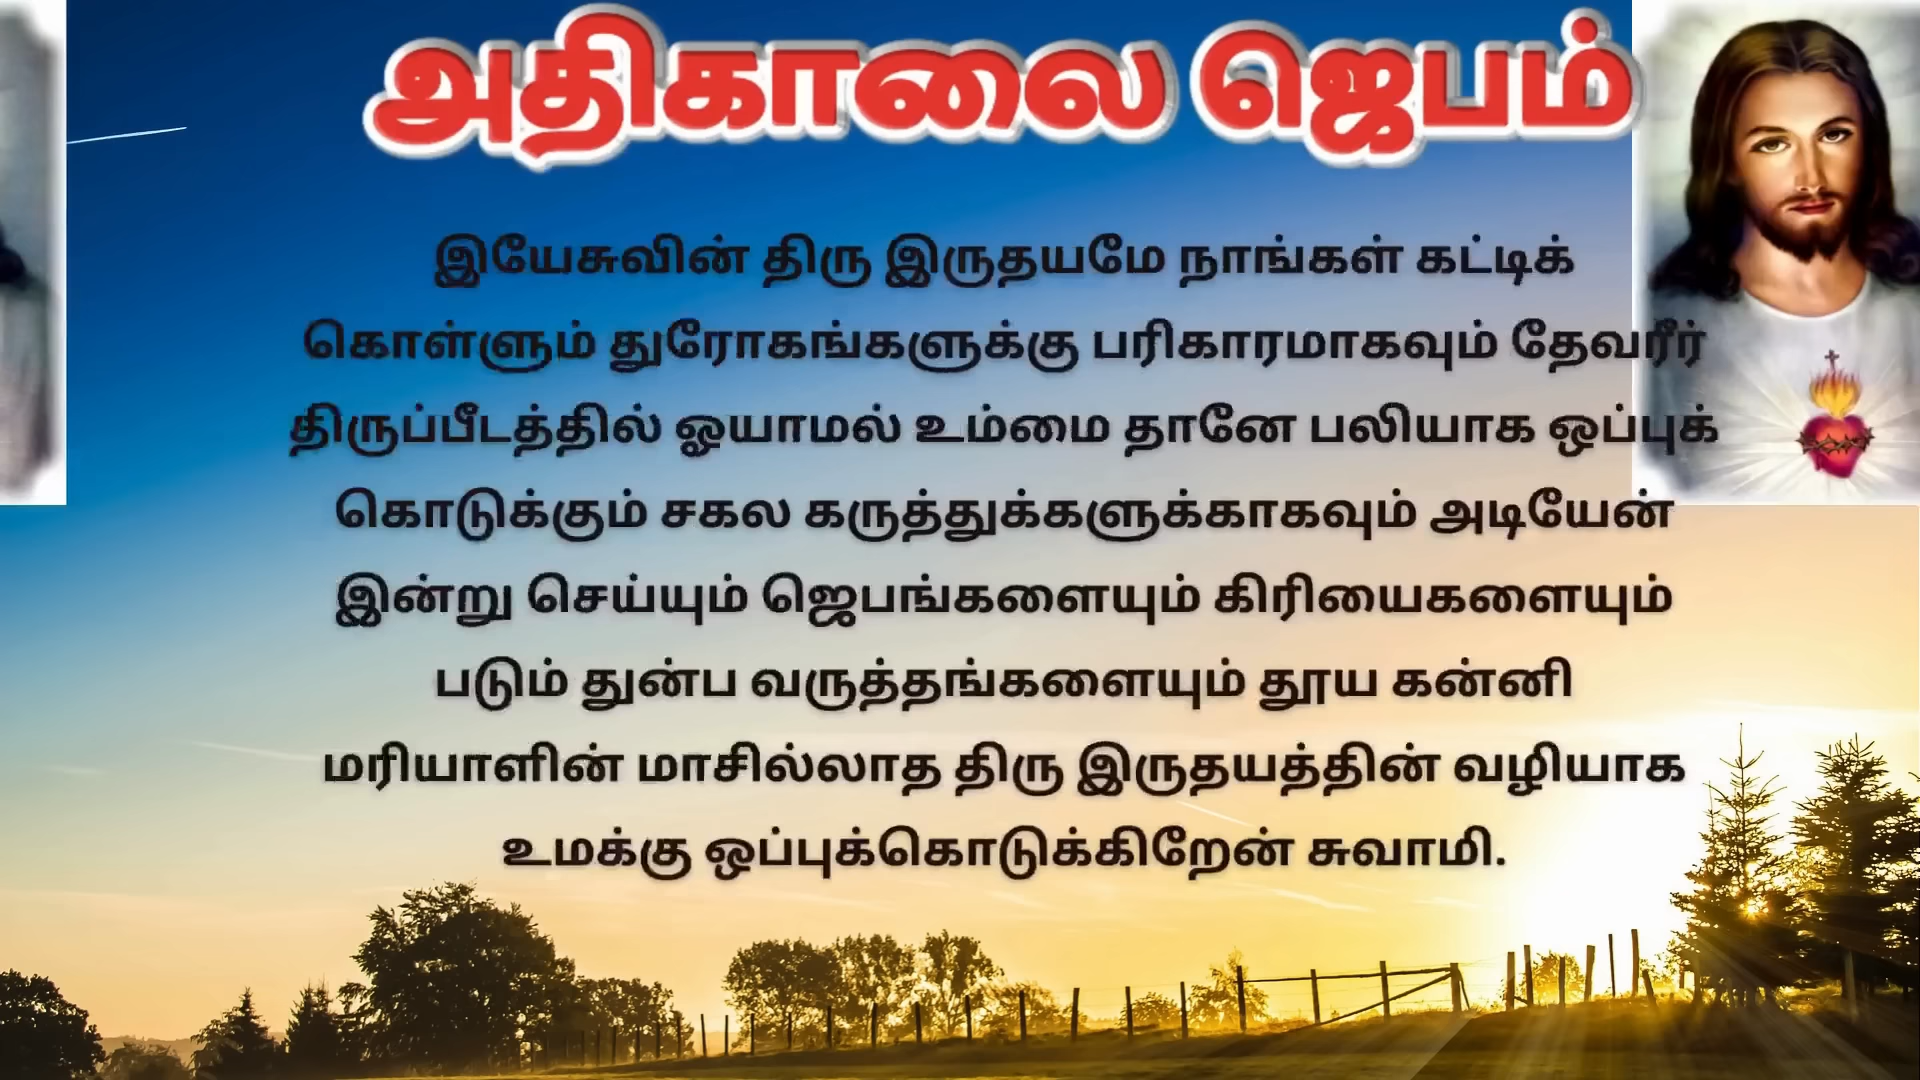 அதிகாலை ஜெபம்
இயேசுவின் திரு இருதயமே நாங்கள் கட்டிக்
கொள்ளும் துரோகங்களுக்கு பரிகாரமாகவும் தேவரீர்
திருப்பீடத்தில் ஓயாமல் உம்மை தானே பலியாக ஒப்புக்
கொடுக்கும் சகல கருத்துக்களுக்காகவும் அடியேன்
இன்று செய்யும் ஜெபங்களையும் கிரியைகளையும்
படும் துன்ப வருத்தங்களையும் தூய கன்னி
மரியாளின் மாசில்லாத திரு இருதயத்தின் வழியாக
உமக்கு ஒப்புக்கொடுக்கிறேன் சுவாமி.